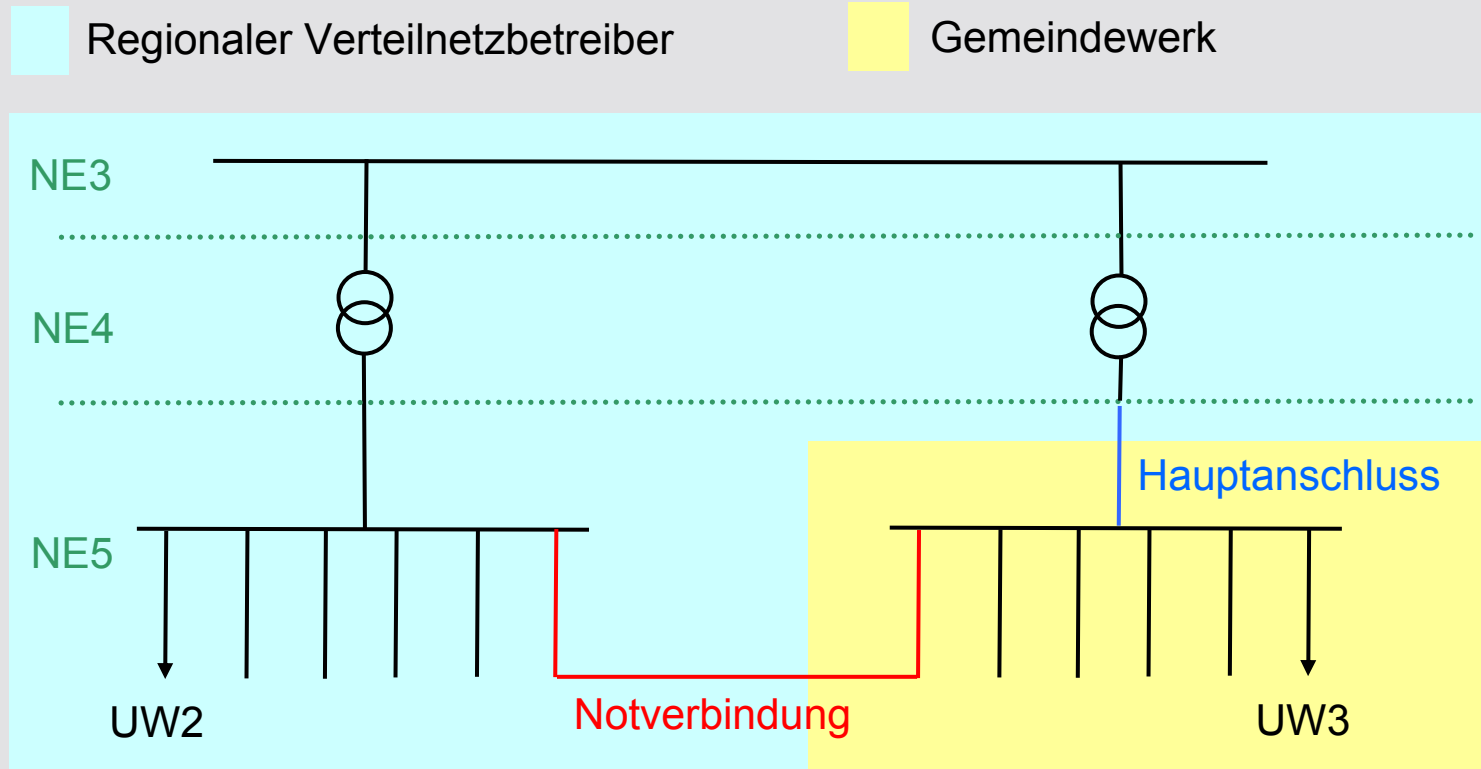 Regionaler Verteilnetzbetreiber
Gemeindewerk
NE3
NE4
Hauptanschluss
NE5
Notverbindung
UW2
UW3